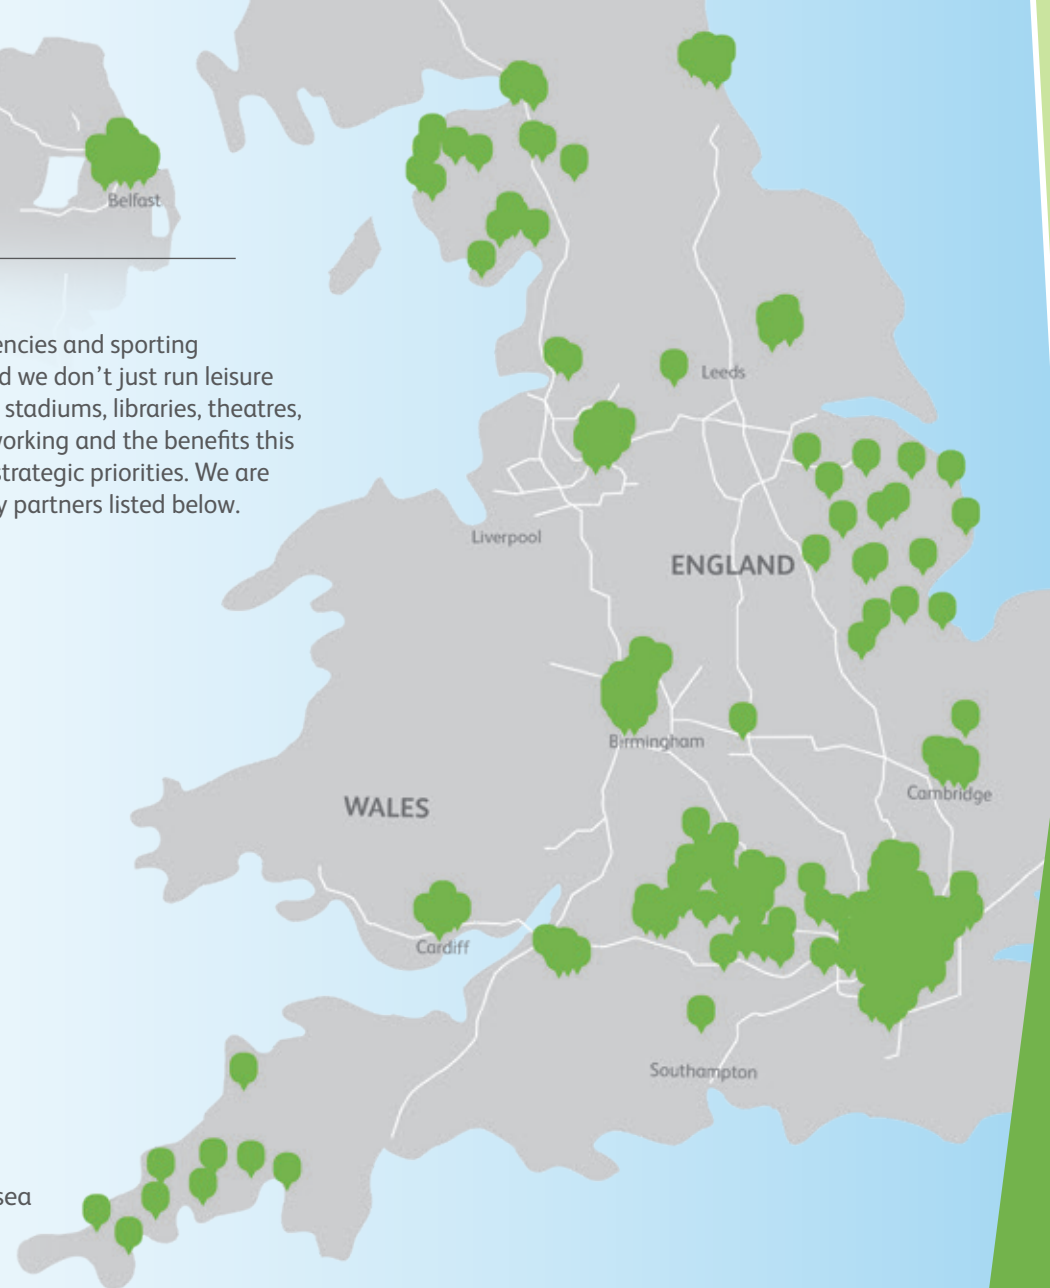 Belfast
encies and sporting
d we don’t just run leisure
stadiums, libraries, theatres,
working and the benefits this
strategic priorities. We are
y partners listed below.
Leeds
Liverpool
ENGLAND
Birmingham
Cambridge
WALES
Cardiff
Southampton
sea